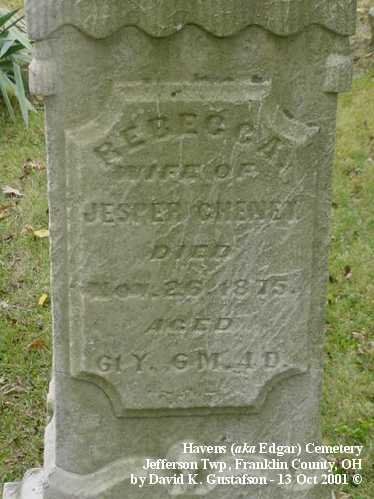 REBECCA,
WIFE OF
JESPER CHENEY
DIED
Nov. 26. 1875.
AGED
61 Y. 6 M. 4 D.
Havens (aka Edgar) Cemetery
Jefferson Twp, Franklin County, OH
by David K. Gustafson - 13 Oct 2001 ©